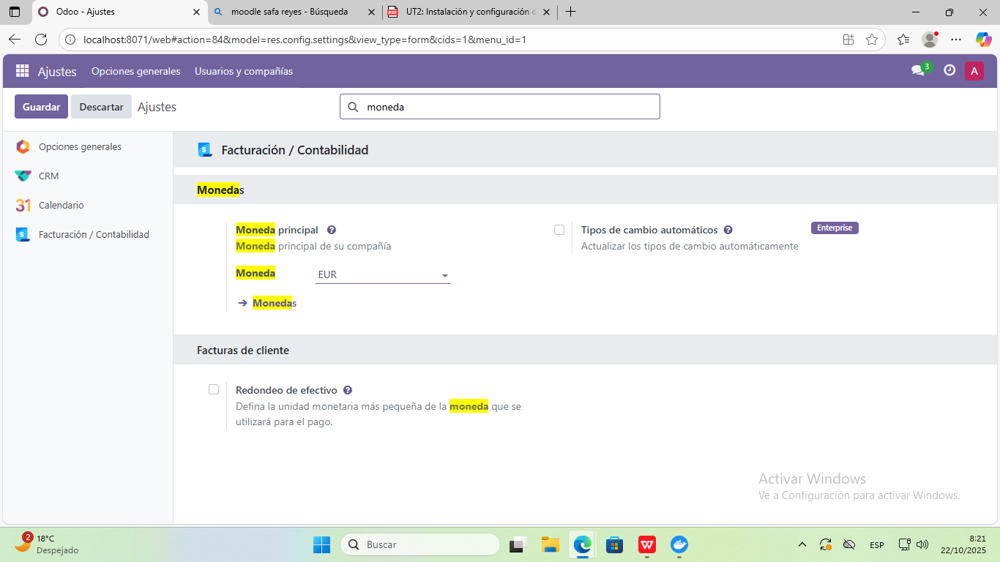 Odoo - Ajustes
moodle safa reyes - Búsqueda
PDF
UT2: Instalación y configuración d
localhost:8071/web#action=84&model=res.config.settings&view_type=form&cids=1&menu_id=1
Ajustes
Opciones generales
Usuarios y compañías
3
A
Guardar
Descartar
Ajustes
moneda
Opciones generales
CRM
31 Calendario
$ Facturación / Contabilidad
$ Facturación / Contabilidad
Monedas
Moneda principal ?
Moneda principal de su compañía
Moneda
EUR
Monedas
Tipos de cambio automáticos ?
Enterprise
Actualizar los tipos de cambio automáticamente
Facturas de cliente
Redondeo de efectivo ?
Defina la unidad monetaria más pequeña de la moneda que se
utilizará para el pago.
Activar Windows
Ve a Configuración para activar Windows.
2
18°C
Despejado
Buscar
W
ESP
8:21
22/10/2025